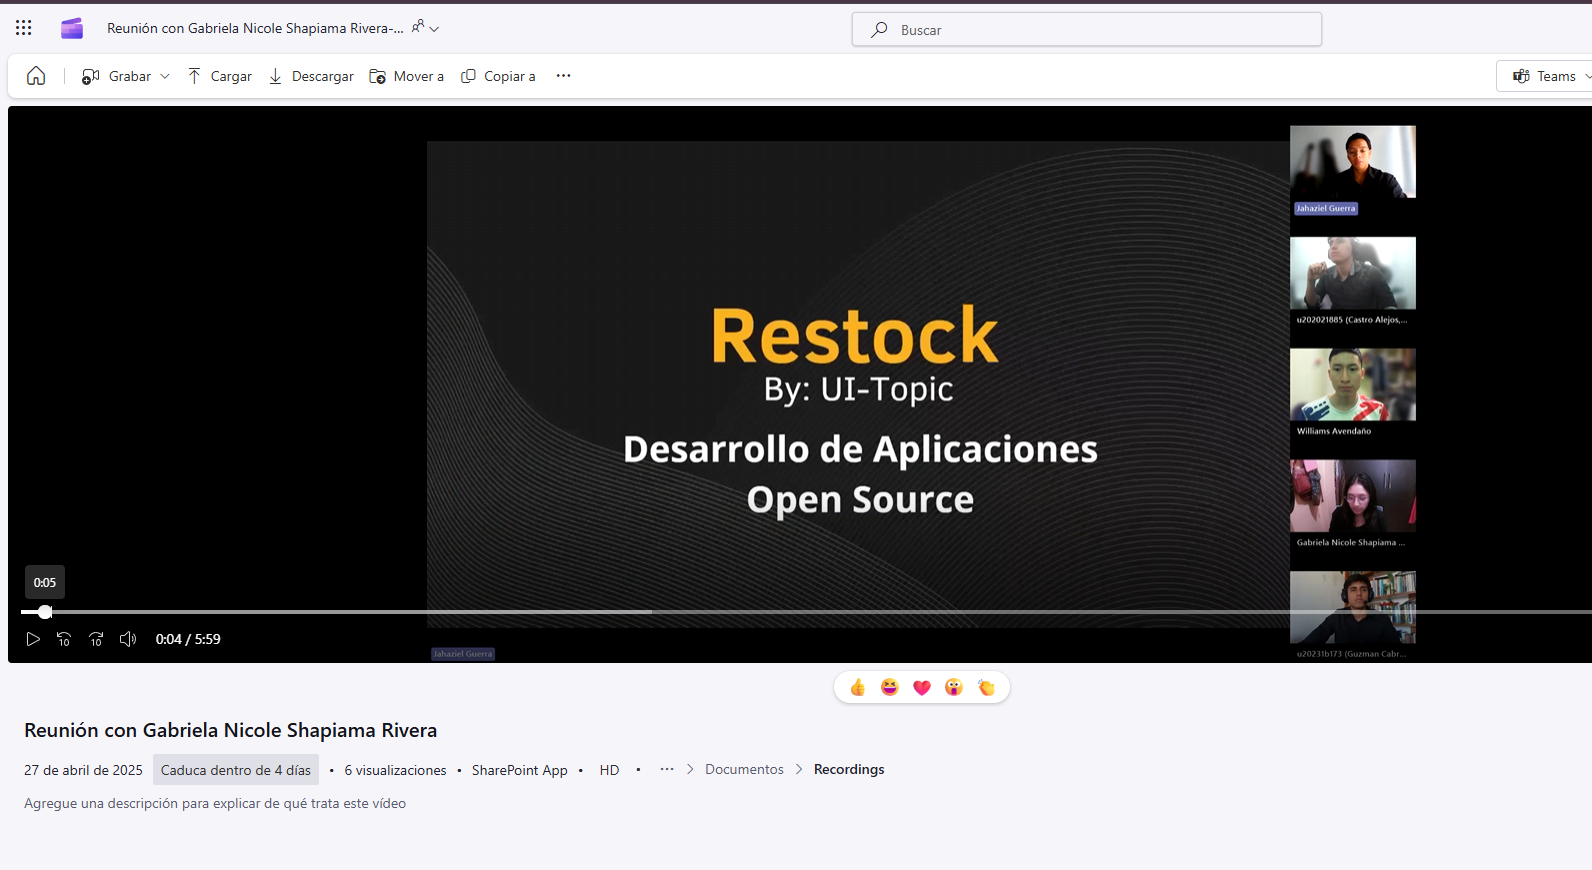 Reunión con Gabriela Nicole Shapiama Rivera-...
Buscar
Grabar
Cargar
Descargar
Mover a
Copiar a
Teams
Restock
By: UI-Topic
Desarrollo de Aplicaciones
Open Source
Jahaziel Guerra
u202021885 (Castro Alejos,...
Williams Avendaño
Gabriela Nicole Shapiama ...
u20231b173 (Guzman Cabr...
0:05
10
10
0:04 / 5:59
Jahaziel Guerra
Reunión con Gabriela Nicole Shapiama Rivera
27 de abril de 2025 Caduca dentro de 4 días • 6 visualizaciones • SharePoint App • HD • ... > Documentos > Recordings
Agregue una descripción para explicar de qué trata este vídeo